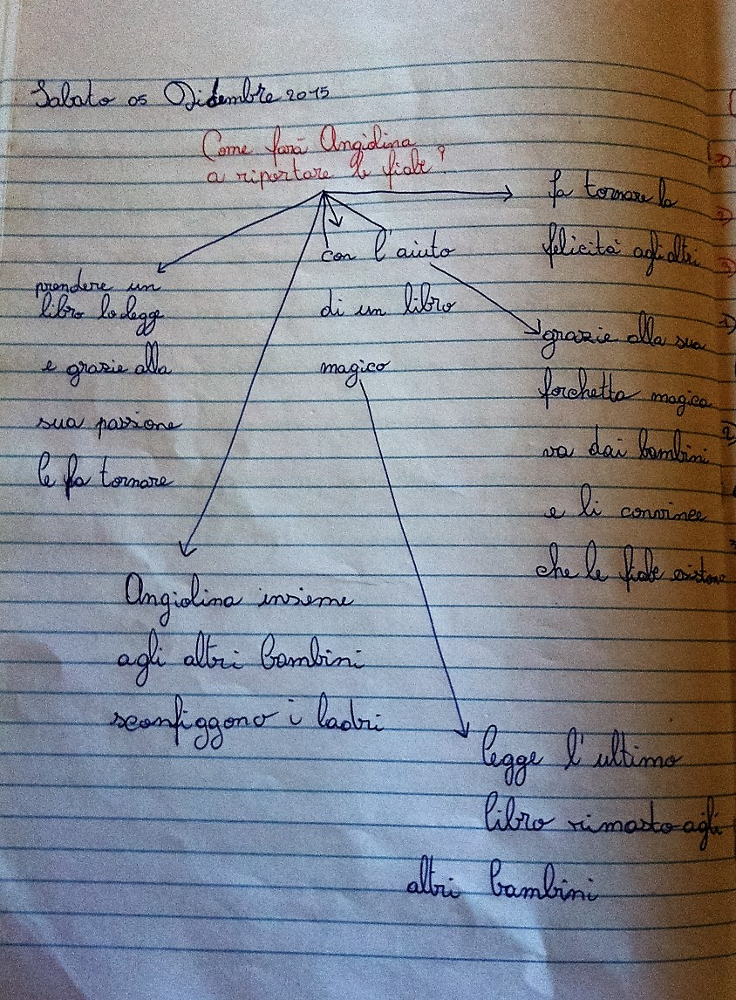 Sabato 05 Dicembre 2015
Come farà Angiolina
a riportare le fiabe?
prendere un
libro lo legge
e grazie alla
sua passione
le fa tornare
con l'aiuto
di un libro
magico
fa tornare la
felicità agli altri
grazie alla sua
forchetta magica
va dai bambini
e li convince
che le fiabe esistono
Angiolina insieme
agli altri bambini
sconfiggono i ladri
legge l'ultimo
libro rimasto agli
altri bambini